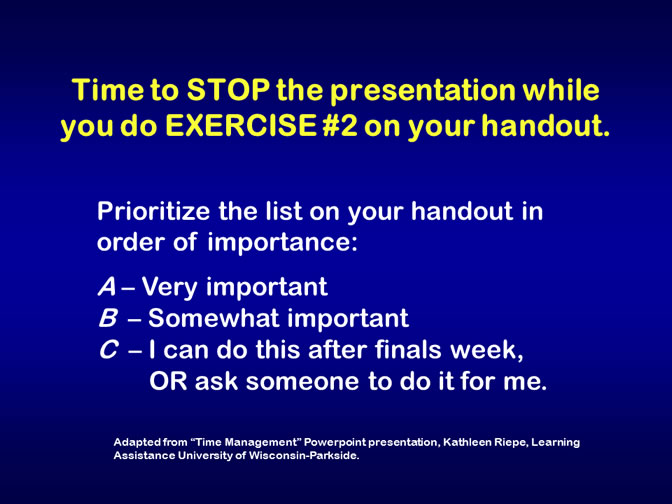 Time to STOP the presentation while
you do EXERCISE #2 on your handout.
Prioritize the list on your handout in
order of importance:
A – Very important
B – Somewhat important
C – I can do this after finals week,
OR ask someone to do it for me.
Adapted from “Time Management” Powerpoint presentation, Kathleen Riepe, Learning
Assistance University of Wisconsin-Parkside.